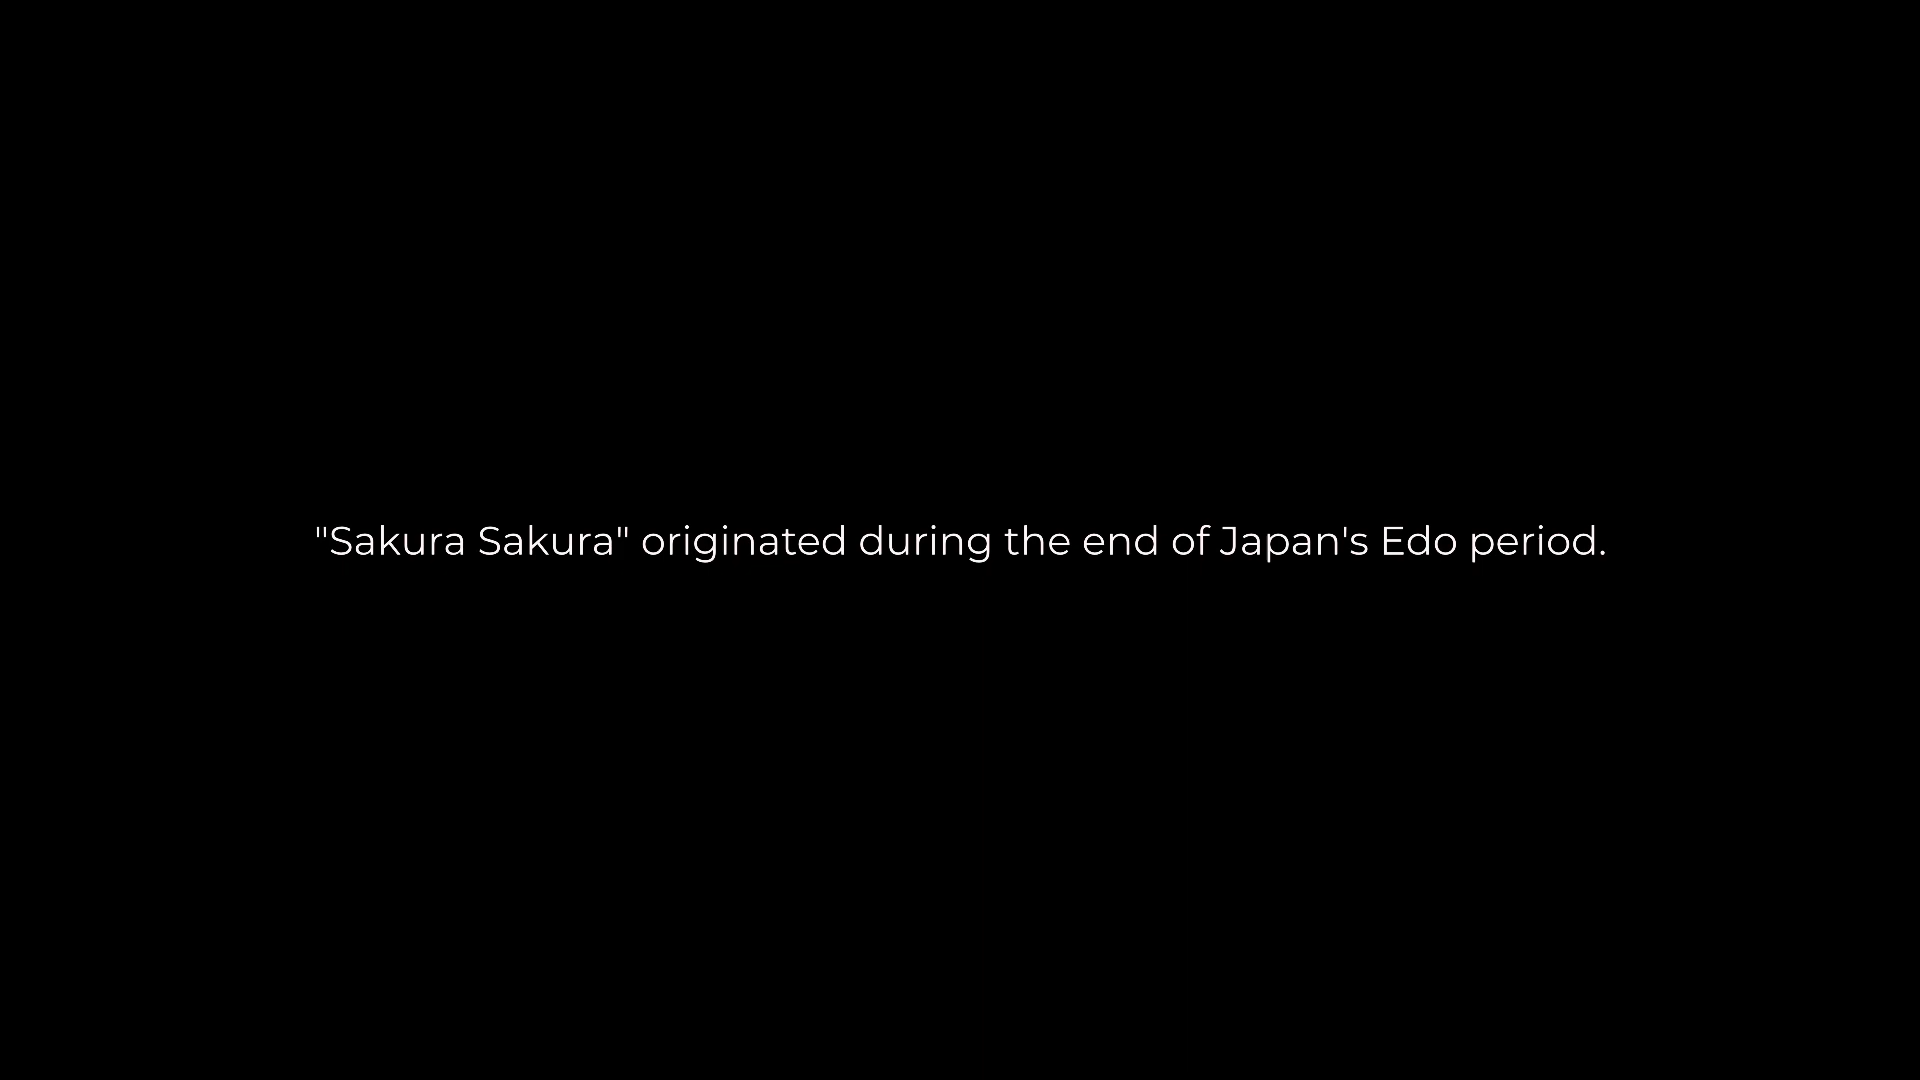 "Sakura Sakura" originated during the end of Japan's Edo period.